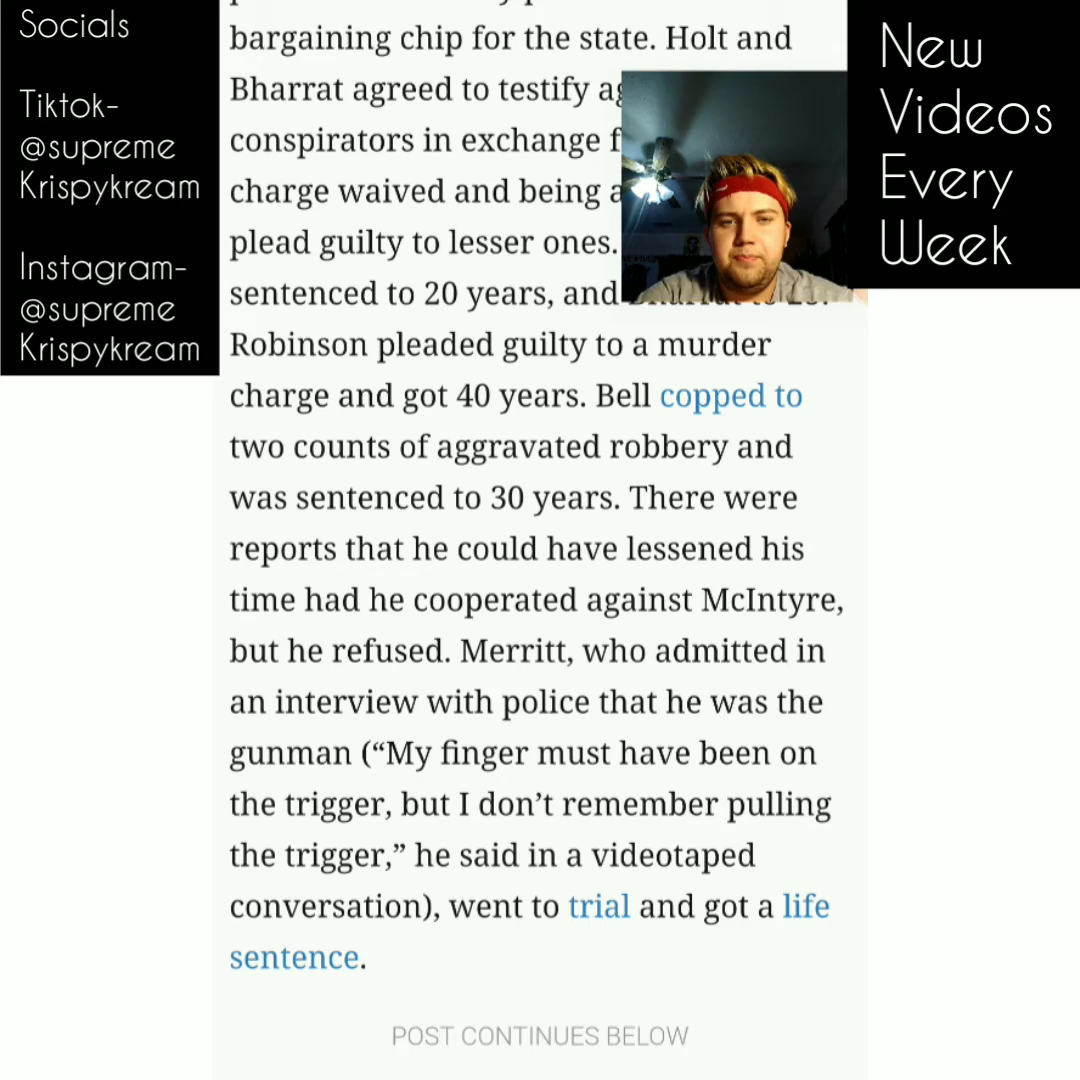 Socials
Tiktok-
@supreme
Krispykream
Instagram-
@supreme
Krispykream
bargaining chip for the state. Holt and
Bharrat agreed to testify
conspirators in exchange
charge waived and being
plead guilty to lesser ones.
sentenced to 20 years, and
Robinson pleaded guilty to a murder
charge and got 40 years. Bell copped to
two counts of aggravated robbery and
was sentenced to 30 years. There were
reports that he could have lessened his
time had he cooperated against McIntyre,
but he refused. Merritt, who admitted in
an interview with police that he was the
gunman (“My finger must have been on
the trigger, but I don’t remember pulling
the trigger,” he said in a videotaped
conversation), went to trial and got a life
sentence.
POST CONTINUES BELOW
New
Videos
Every
Week